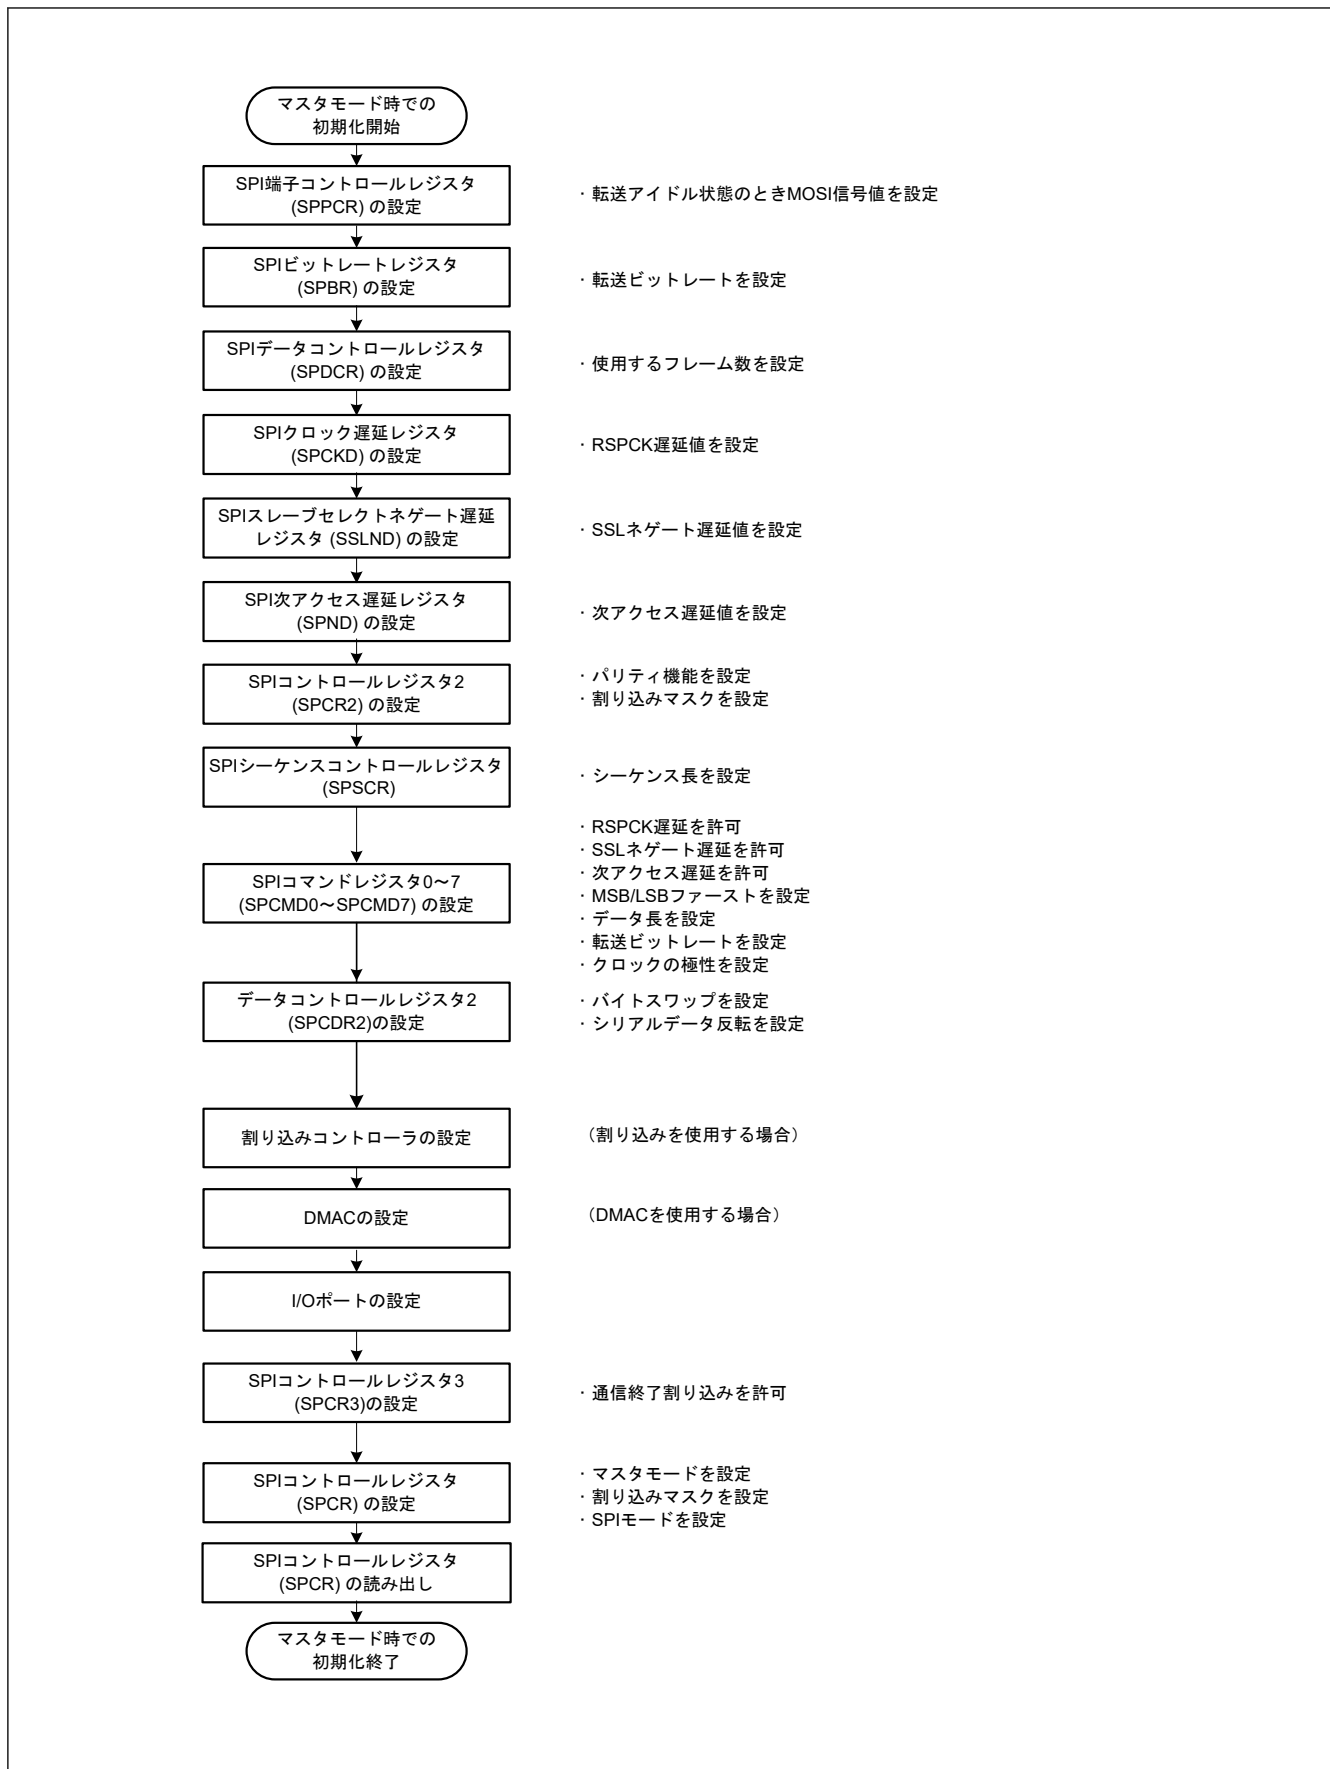 マスタモード時での
初期化開始
SPI端子コントロールレジスタ
(SPPCR) の設定
・転送アイドル状態のときMOSI信号値を設定
SPIビットレートレジスタ
(SPBR) の設定
・転送ビットレートを設定
SPIデータコントロールレジスタ
(SPDCR) の設定
・使用するフレーム数を設定
SPIクロック遅延レジスタ
(SPCKD) の設定
・RSPCK遅延値を設定
SPIスレーブセレクトネゲート遅延
レジスタ (SSLND) の設定
・SSLネゲート遅延値を設定
SPI次アクセス遅延レジスタ
(SPND) の設定
・次アクセス遅延値を設定
SPIコントロールレジスタ2
(SPCR2) の設定
・パリティ機能を設定
・割り込みマスクを設定
SPIシーケンスコントロールレジスタ
(SPSCR)
・シーケンス長を設定
SPIコマンドレジスタ0～7
(SPCMD0～SPCMD7) の設定
・RSPCK遅延を許可
・SSLネゲート遅延を許可
・次アクセス遅延を許可
・MSB/LSBファーストを設定
・データ長を設定
・転送ビットレートを設定
・クロックの極性を設定
データコントロールレジスタ2
(SPCDR2)の設定
・バイトスワップを設定
・シリアルデータ反転を設定
割り込みコントローラの設定
（割り込みを使用する場合）
DMACの設定
（DMACを使用する場合）
I/Oポートの設定
SPIコントロールレジスタ3
(SPCR3)の設定
・通信終了割り込みを許可
SPIコントロールレジスタ
(SPCR) の設定
・マスタモードを設定
・割り込みマスクを設定
・SPIモードを設定
SPIコントロールレジスタ
(SPCR) の読み出し
マスタモード時での
初期化終了